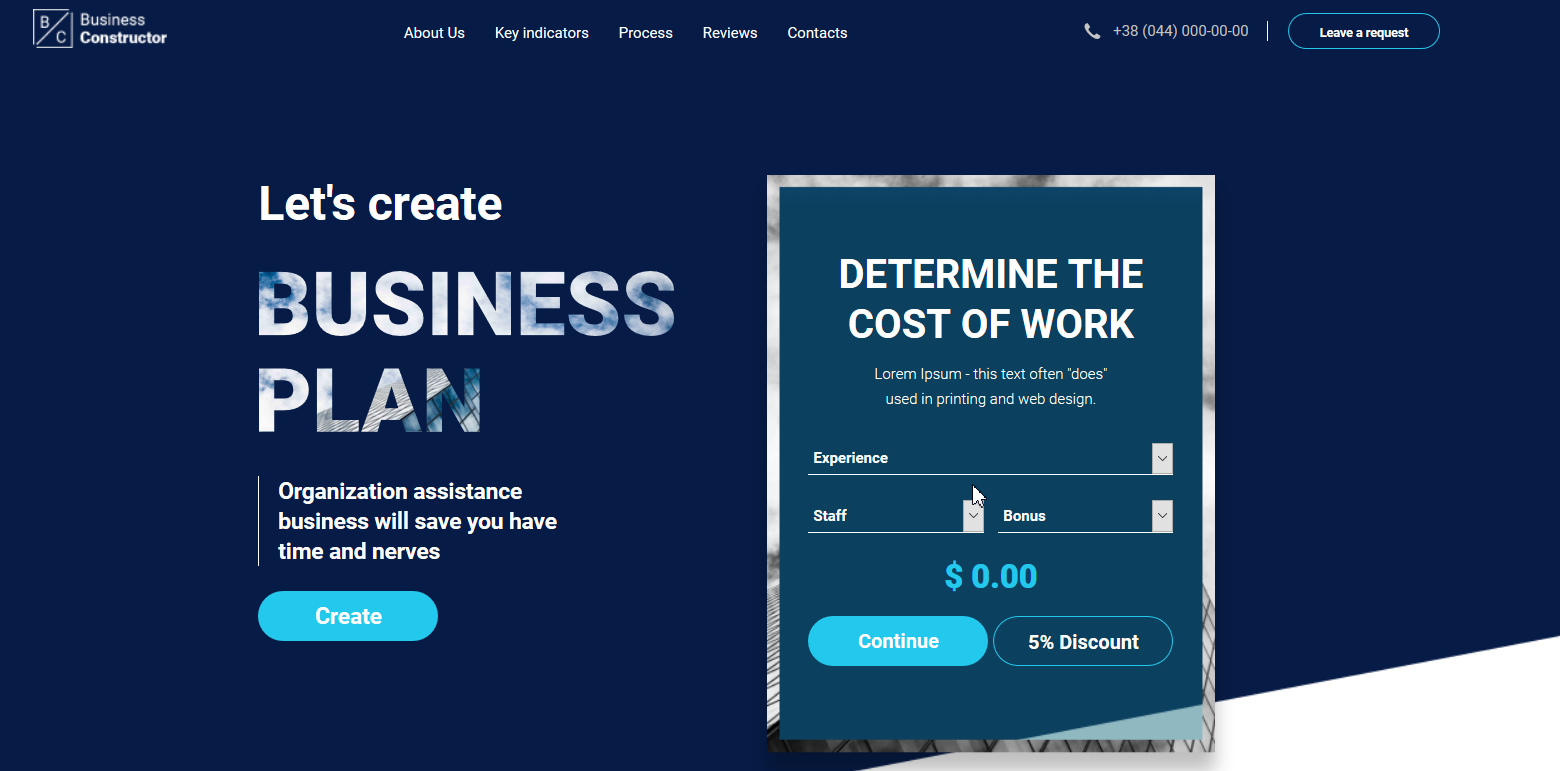 B
C
Business
Constructor
About Us
Key indicators
Process
Reviews
Contacts
+38 (044) 000-00-00
Leave a request
Let's create
BUSINESS
PLAN
Organization assistance
business will save you have
time and nerves
Create
DETERMINE THE
COST OF WORK
Lorem Ipsum - this text often "does"
used in printing and web design.
Experience
Staff
Bonus
$ 0.00
Continue
5% Discount